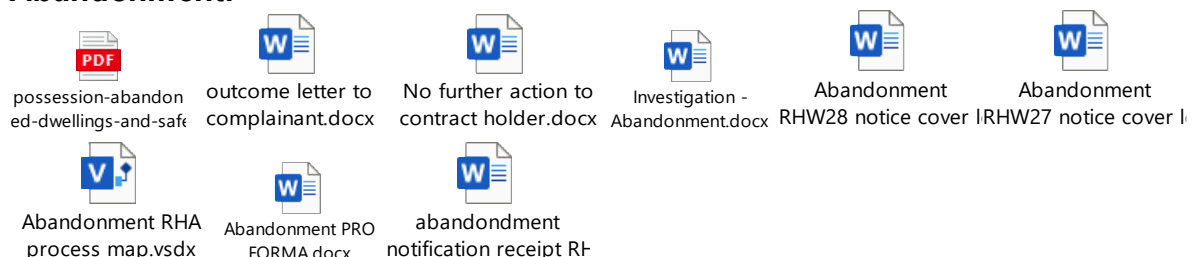 PDF
possession-abandon
ed-dwellings-and-safe
W
outcome letter to
complainant.docx
W
No further action to
contract holder.docx
W
Investigation -
Abandonment.docx
W
Abandonment
RHW28 notice cover l
W
Abandonment
RHW27 notice cover l
V
Abandonment RHA
process map.vsdx
W
Abandonment PRO
FORMA.docx
W
abandondment
notification receipt RH